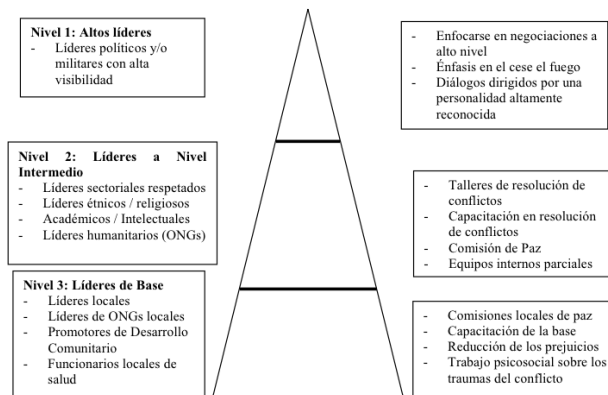 Nivel 1: Altos líderes
- Líderes políticos y/o
militares con alta
visibilidad
- Enfocarse en negociaciones a
alto nivel
- Énfasis en el cese el fuego
- Diálogos dirigidos por una
personalidad altamente
reconocida
Nivel 2: Líderes a Nivel
Intermedio
- Líderes sectoriales respetados
- Líderes étnicos / religiosos
- Académicos / Intelectuales
- Líderes humanitarios (ONGs)
- Talleres de resolución de
conflictos
- Capacitación en resolución
de conflictos
- Comisión de Paz
- Equipos internos parciales
Nivel 3: Líderes de Base
- Líderes locales
- Líderes de ONGs locales
- Promotores de Desarrollo
Comunitario
- Funcionarios locales de
salud
- Comisiones locales de paz
- Capacitación de la base
- Reducción de los prejuicios
- Trabajo psicosocial sobre los
traumas del conflicto